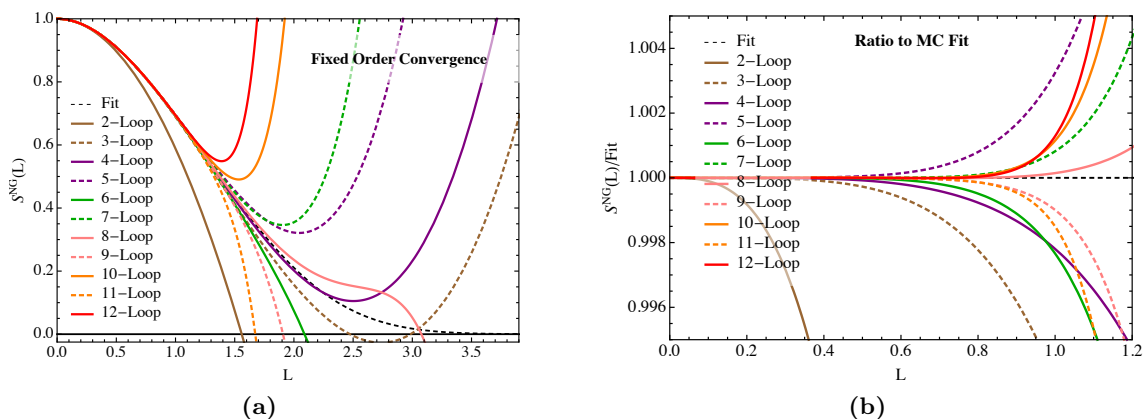 Fixed Order Convergence
S^NG(L)
1.0
0.8
0.6
0.4
0.2
0.0
Fit
2−Loop
3−Loop
4−Loop
5−Loop
6−Loop
7−Loop
8−Loop
9−Loop
10−Loop
11−Loop
12−Loop
0.0 0.5 1.0 1.5 2.0 2.5 3.0 3.5
L
(a)
Ratio to MC Fit
S^NG(L)/Fit
1.004
1.002
1.000
0.998
0.996
Fit
2−Loop
3−Loop
4−Loop
5−Loop
6−Loop
7−Loop
8−Loop
9−Loop
10−Loop
11−Loop
12−Loop
0.0 0.2 0.4 0.6 0.8 1.0 1.2
L
(b)